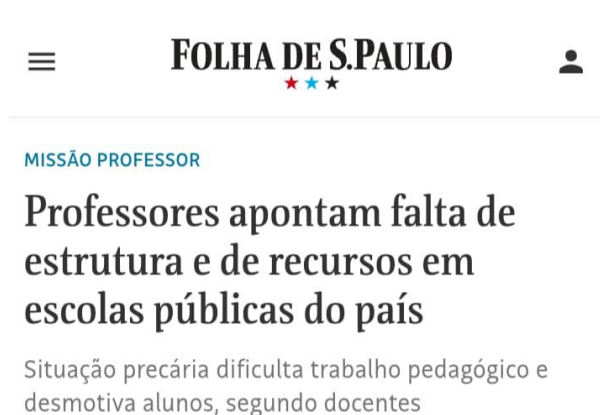 FOLHA DE S.PAULO
MISSÃO PROFESSOR
Professores apontam falta de
estrutura e de recursos em
escolas públicas do país
Situação precária dificulta trabalho pedagógico e
desmotiva alunos, segundo docentes